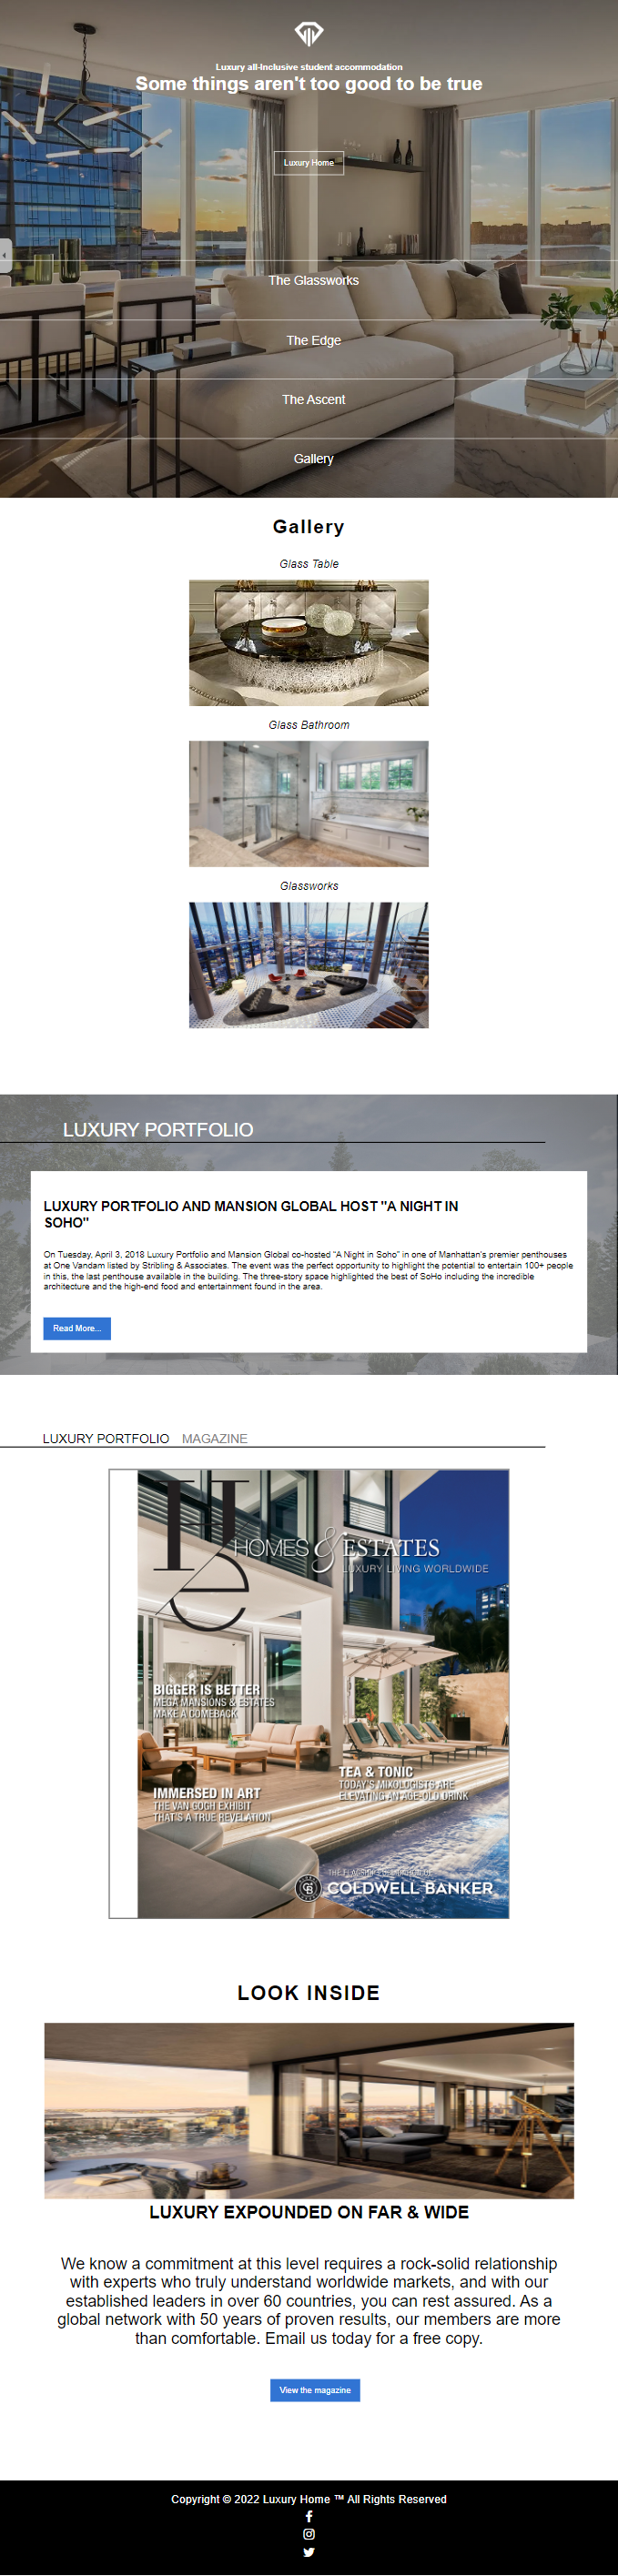 Luxury all-Inclusive student accommodation
Some things aren't too good to be true
Luxury Home
The Glassworks
The Edge
The Ascent
Gallery
Gallery
Glass Table
Glass Bathroom
Glassworks
LUXURY PORTFOLIO
LUXURY PORTFOLIO AND MANSION GLOBAL HOST "A NIGHT IN
SOHO"
On Tuesday, April 3, 2018 Luxury Portfolio and Mansion Global co-hosted "A Night in Soho" in one of Manhattan's premier penthouses
at One Vandam listed by Stribling & Associates. The event was the perfect opportunity to highlight the potential to entertain 100+ people
in this, the last penthouse available in the building. The three-story space highlighted the best of SoHo including the incredible
architecture and the high-end food and entertainment found in the area.
Read More...
LUXURY PORTFOLIO MAGAZINE
H&E
HOMES & ESTATES
LUXURY LIVING WORLDWIDE
BIGGER IS BETTER
MEGA MANSIONS & ESTATES
MAKE A COMEBACK
TEA & TONIC
TODAY'S MIXOLOGISTS ARE
ELEVATING AN AGE-OLD DRINK
IMMERSED IN ART
THE VAN GOGH EXHIBIT
THAT'S A TRUE REVELATION
COLDWELL BANKER
LOOK INSIDE
LUXURY EXPOUNDED ON FAR & WIDE
We know a commitment at this level requires a rock-solid relationship
with experts who truly understand worldwide markets, and with our
established leaders in over 60 countries, you can rest assured. As a
global network with 50 years of proven results, our members are more
than comfortable. Email us today for a free copy.
View the magazine
Copyright © 2022 Luxury Home ™ All Rights Reserved